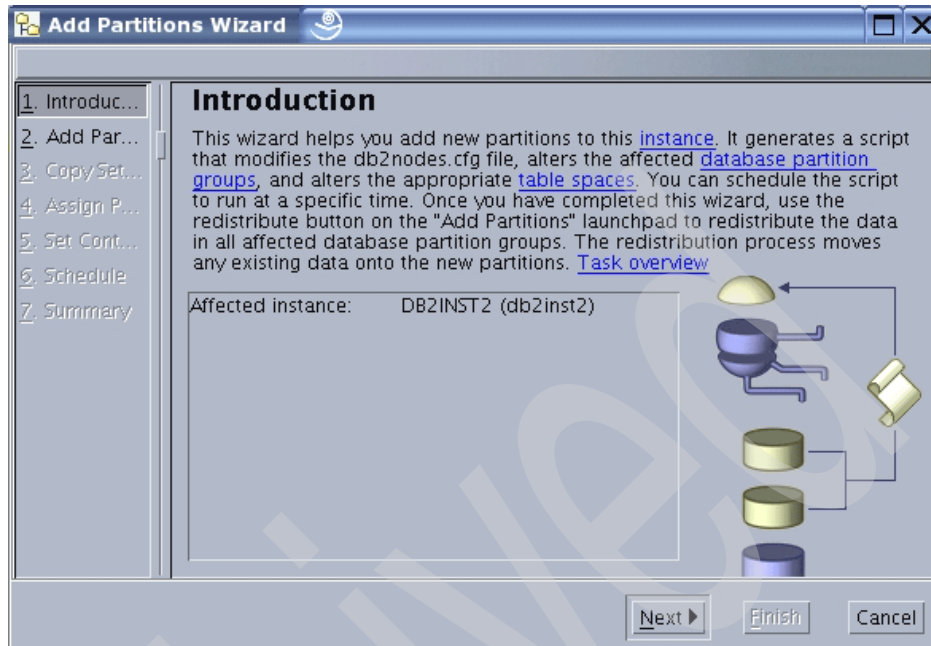 Add Partitions Wizard
1. Introduc...
2. Add Par...
3. Copy Set...
4. Assign P...
5. Set Cont...
6. Schedule
7. Summary
Introduction
This wizard helps you add new partitions to this instance. It generates a script
that modifies the db2nodes.cfg file, alters the affected database partition
groups, and alters the appropriate table spaces. You can schedule the script
to run at a specific time. Once you have completed this wizard, use the
redistribute button on the "Add Partitions" launchpad to redistribute the data
in all affected database partition groups. The redistribution process moves
any existing data onto the new partitions. Task overview
Affected instance: DB2INST2 (db2inst2)
Next Finish Cancel